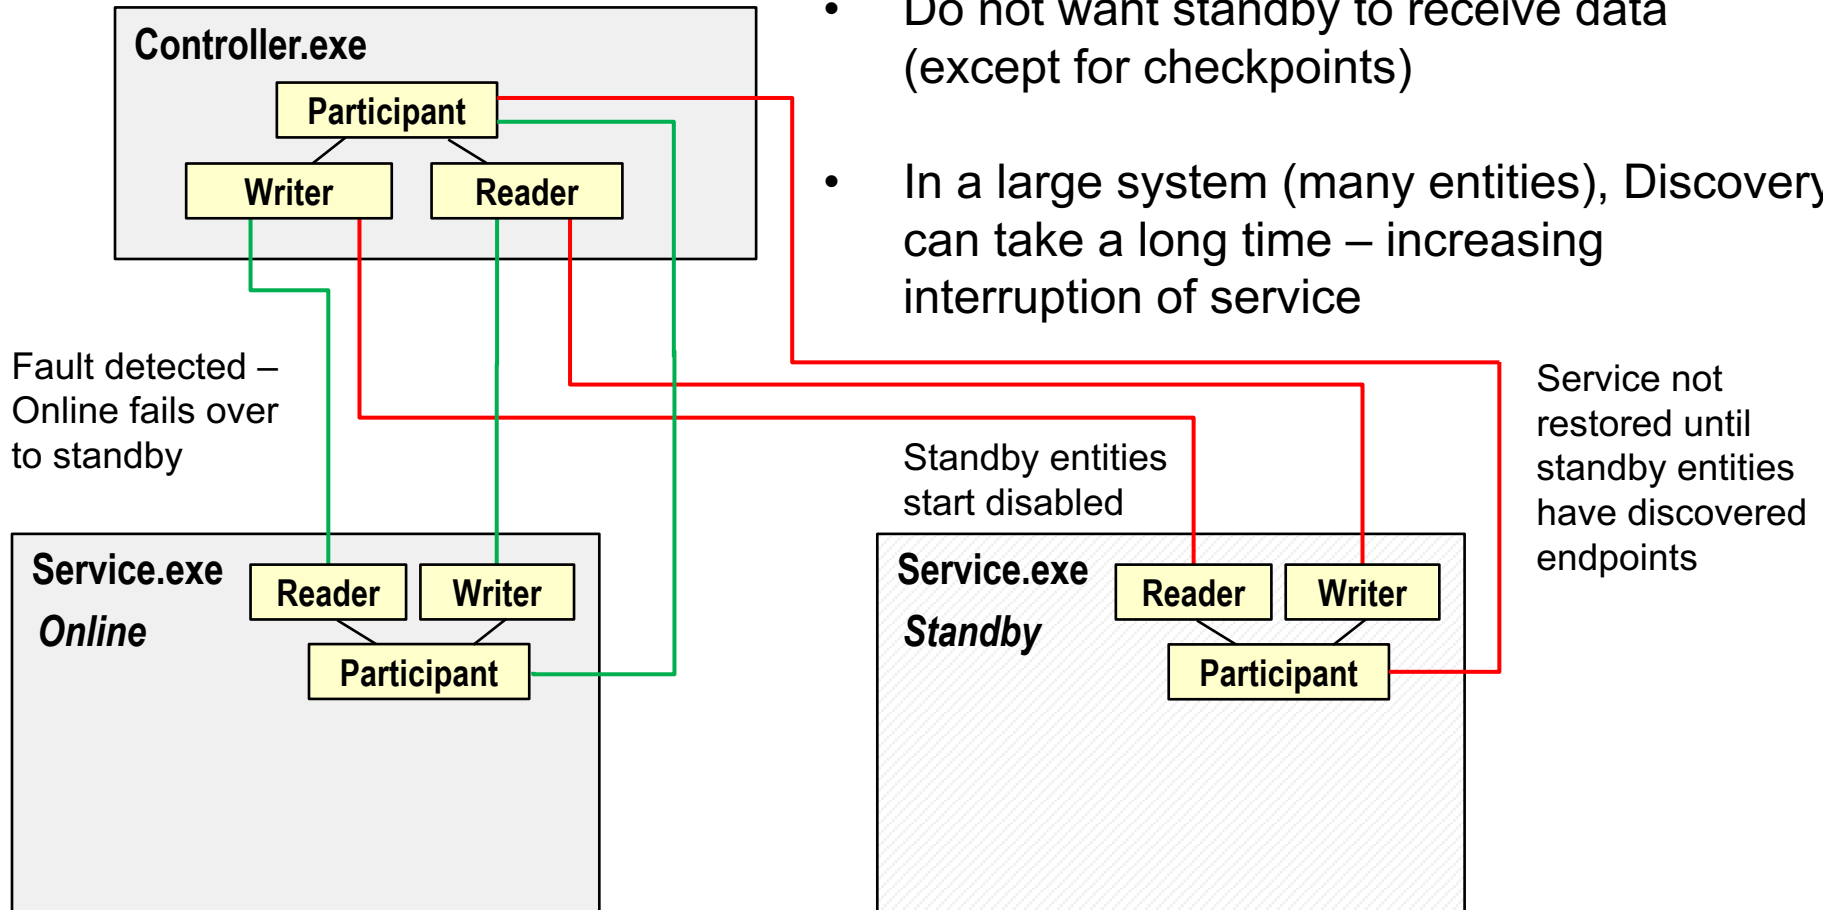 • Do not want standby to receive data
(except for checkpoints)
• In a large system (many entities), Discovery
can take a long time – increasing
interruption of service
Controller.exe
Participant
Writer
Reader
Fault detected –
Online fails over
to standby
Standby entities
start disabled
Service not
restored until
standby entities
have discovered
endpoints
Service.exe
Online
Reader
Writer
Participant
Service.exe
Standby
Reader
Writer
Participant